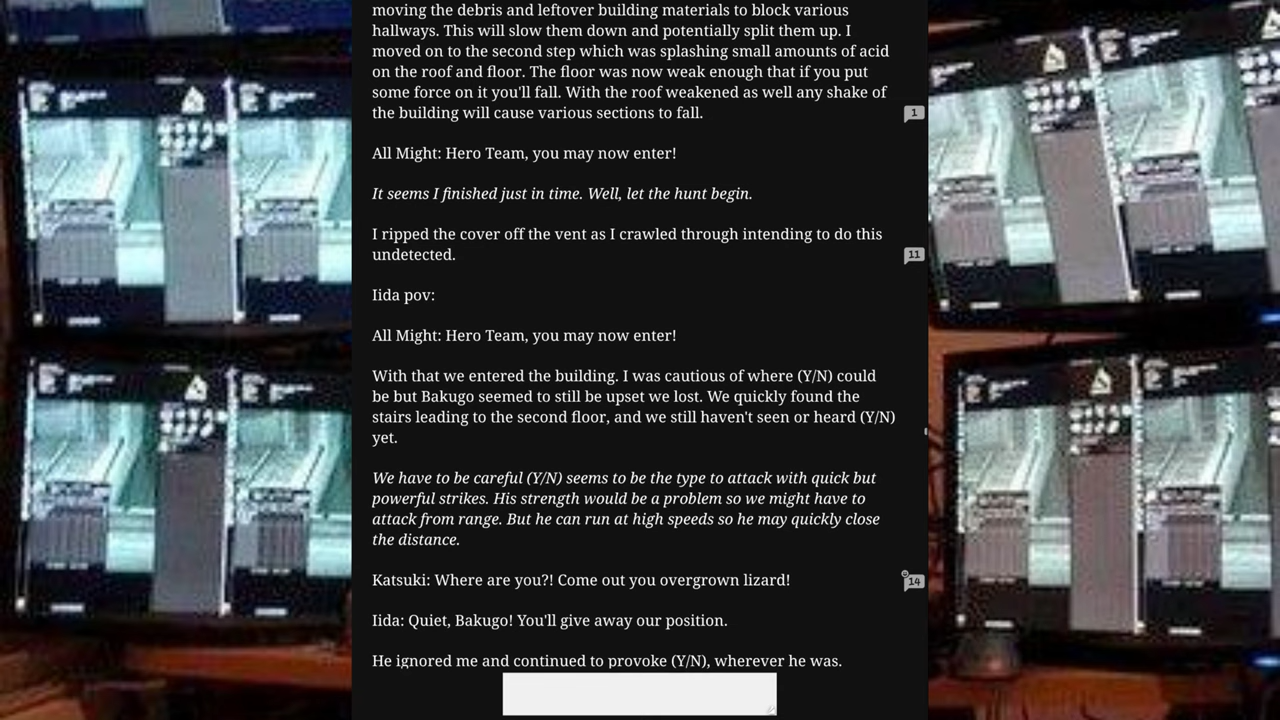 moving the debris and leftover building materials to block various
hallways. This will slow them down and potentially split them up. I
moved on to the second step which was splashing small amounts of acid
on the roof and floor. The floor was now weak enough that if you put
some force on it you'll fall. With the roof weakened as well any shake of
the building will cause various sections to fall.
1
All Might: Hero Team, you may now enter!
It seems I finished just in time. Well, let the hunt begin.
I ripped the cover off the vent as I crawled through intending to do this
undetected.
11
Iida pov:
All Might: Hero Team, you may now enter!
With that we entered the building. I was cautious of where (Y/N) could
be but Bakugo seemed to still be upset we lost. We quickly found the
stairs leading to the second floor, and we still haven't seen or heard (Y/N)
yet.
We have to be careful (Y/N) seems to be the type to attack with quick but
powerful strikes. His strength would be a problem so we might have to
attack from range. But he can run at high speeds so he may quickly close
the distance.
Katsuki: Where are you?! Come out you overgrown lizard!
14
Iida: Quiet, Bakugo! You'll give away our position.
He ignored me and continued to provoke (Y/N), wherever he was.